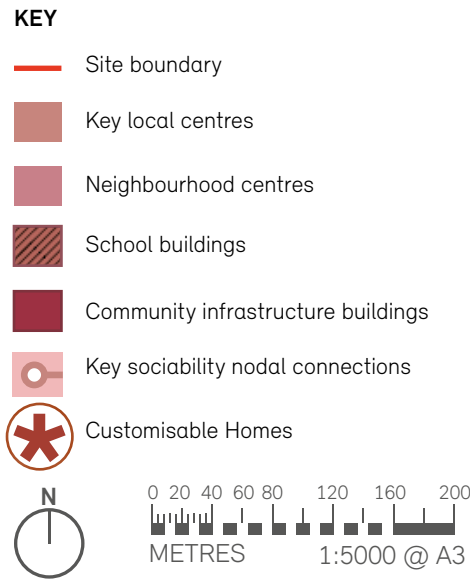 KEY
Site boundary
Key local centres
Neighbourhood centres
School buildings
Community infrastructure buildings
Key sociability nodal connections
Customisable Homes
N
0 20 40 60 80 120 160 200
METRES 1:5000 @ A3